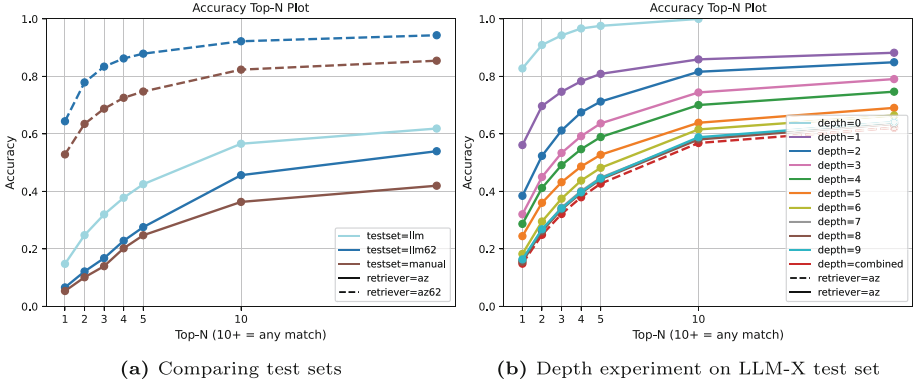 Accuracy Top-N Plot
1.0
0.8
0.6
0.4
0.2
0.0
Accuracy
1 2 3 4 5 10
Top-N (10+ = any match)
testset=llm
testset=llm62
testset=manual
retriever=az
retriever=az62
(a) Comparing test sets
Accuracy Top-N Plot
1.0
0.8
0.6
0.4
0.2
0.0
Accuracy
1 2 3 4 5 10
Top-N (10+ = any match)
depth=0
depth=1
depth=2
depth=3
depth=4
depth=5
depth=6
depth=7
depth=8
depth=9
depth=combined
retriever=az
retriever=az
(b) Depth experiment on LLM-X test set